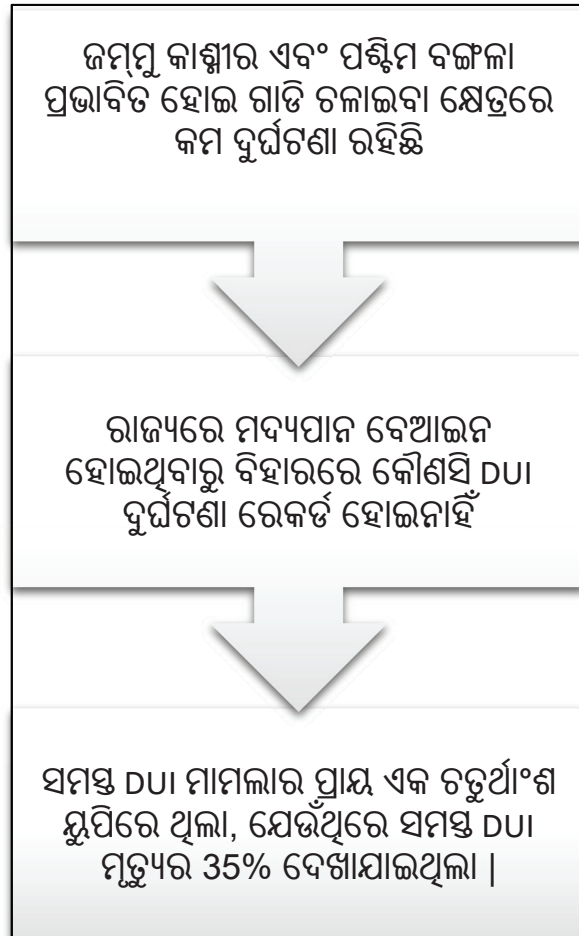 ଜମ୍ମୁ କାଶ୍ମୀର ଏବଂ ପଶ୍ଚିମ ବଙ୍ଗଳା
ପ୍ରଭାବିତ ହୋଇ ଗାଡି ଚଳାଇବା କ୍ଷେତ୍ରରେ
କମ ଦୁର୍ଘଟଣା ରହିଛି
ରାଜ୍ୟରେ ମଦ୍ୟପାନ ବେଆଇନ
ହୋଇଥିବାରୁ ବିହାରରେ କୌଣସି DUI
ଦୁର୍ଘଟଣା ରେକର୍ଡ ହୋଇନାହିଁ
ସମସ୍ତ DUI ମାମଲାର ପ୍ରାୟ ଏକ ଚତୁର୍ଥାଂଶ
ୟୁପିରେ ଥିଲା, ଯେଉଁଥିରେ ସମସ୍ତ DUI
ମୃତ୍ୟୁର 35% ଦେଖାଯାଇଥିଲା |